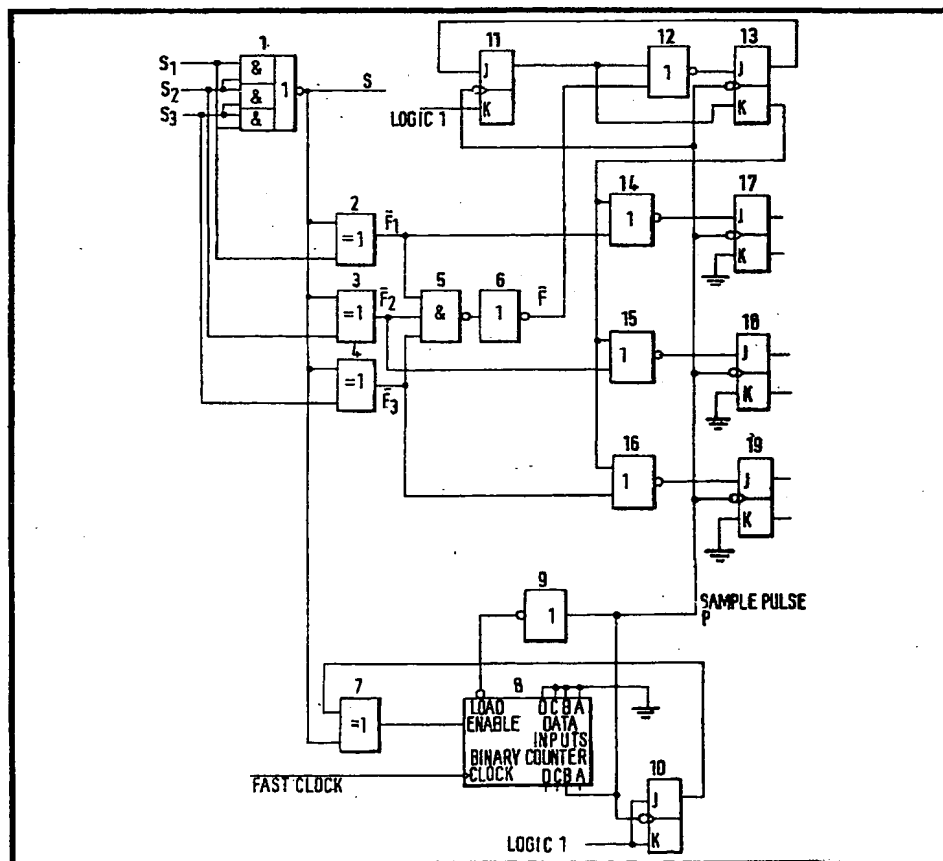 1
S1
&
S2
&
1
S
S3
&
11
12
13
J
1
J
LOGIC 1
K
K
2
=1
F̄1
14
1
17
J
K
3
=1
F̄2
5
&
6
1
F̄
4
=1
F̄3
15
1
18
J
K
16
1
19
J
K
9
1
SAMPLE PULSE
P
7
=1
8
LOAD
D C B A
ENABLE
DATA
INPUTS
BINARY COUNTER
CLOCK
D C B A
FAST CLOCK
10
J
LOGIC 1
K